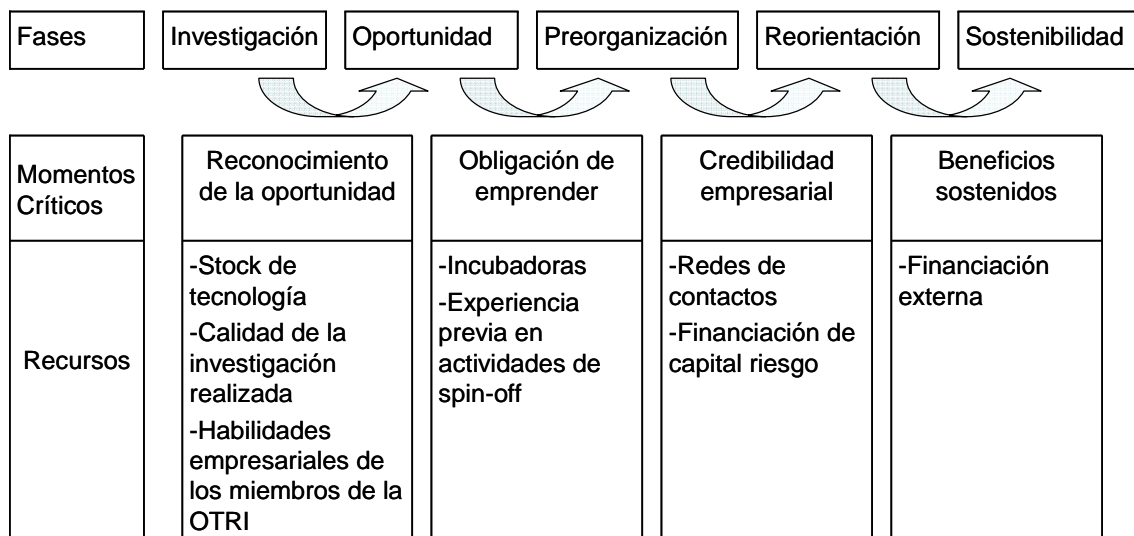 Fases
Investigación
Oportunidad
Preorganización
Reorientación
Sostenibilidad
Momentos
Críticos
Reconocimiento
de la oportunidad
Obligación de
emprender
Credibilidad
empresarial
Beneficios
sostenidos
Recursos
-Stock de
tecnología
-Calidad de la
investigación
realizada
-Habilidades
empresariales de
los miembros de la
OTRI
-Incubadoras
-Experiencia
previa en
actividades de
spin-off
-Redes de
contactos
-Financiación de
capital riesgo
-Financiación
externa